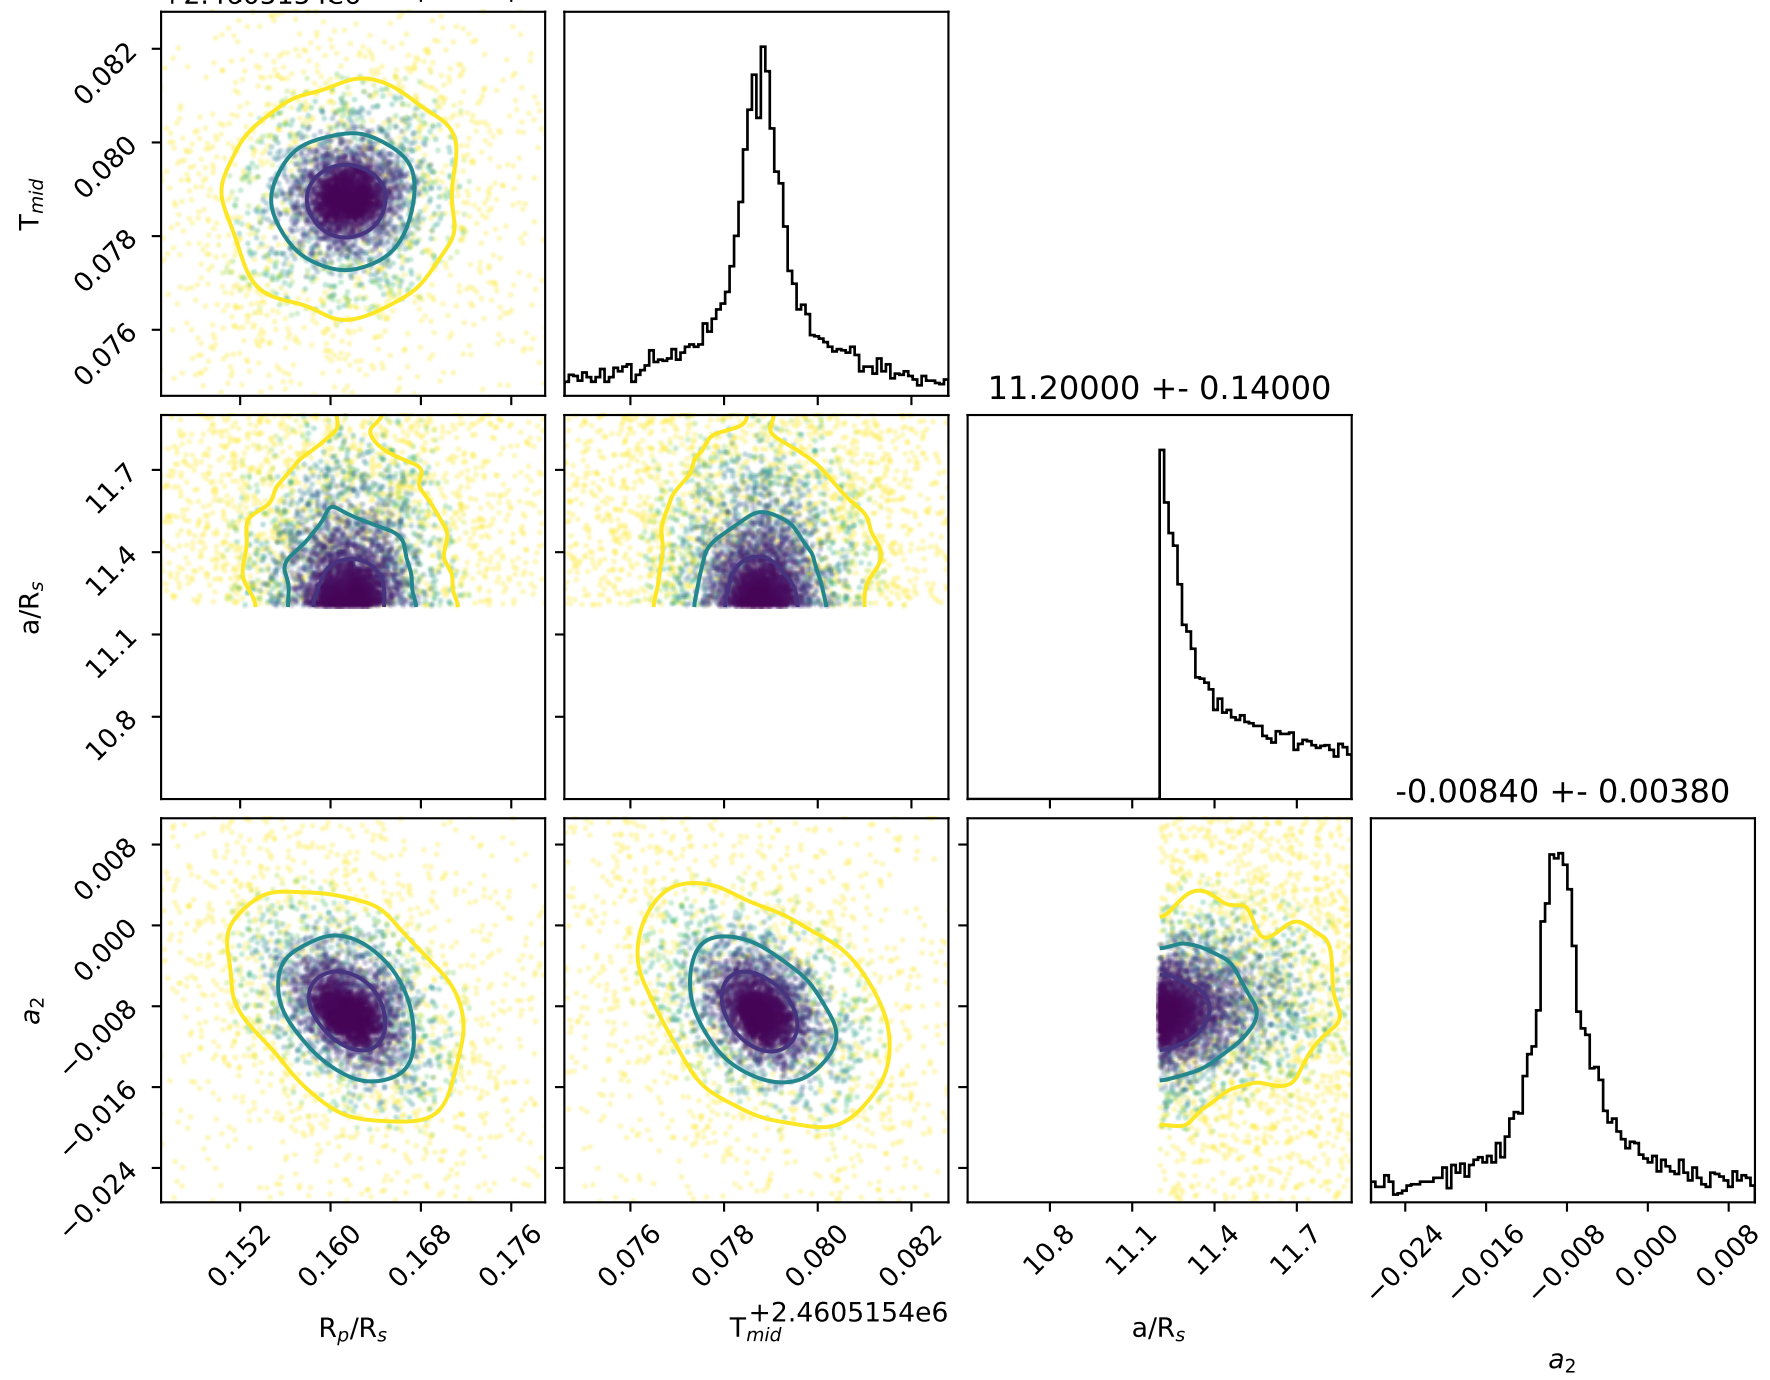 0.082
0.080
0.078
0.076
T_mid
11.20000 +- 0.14000
11.7
11.4
11.1
10.8
a/R_s
-0.00840 +- 0.00380
0.008
0.000
−0.008
−0.016
−0.024
a_2
0.152 0.160 0.168 0.176
0.076 0.078 0.080 0.082
10.8 11.1 11.4 11.7
−0.024 −0.016 −0.008 0.000 0.008
+2.4605154e6
R_p/R_s T_mid a/R_s
a_2